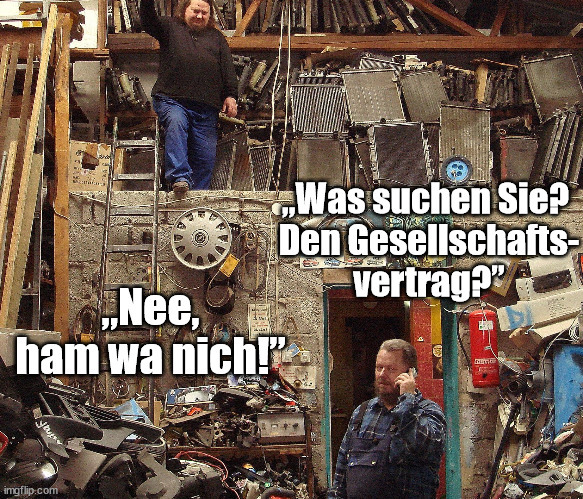 „Was suchen Sie?
Den Gesellschafts-
vertrag?”
„Nee,
ham wa nich!”
imgflip.com